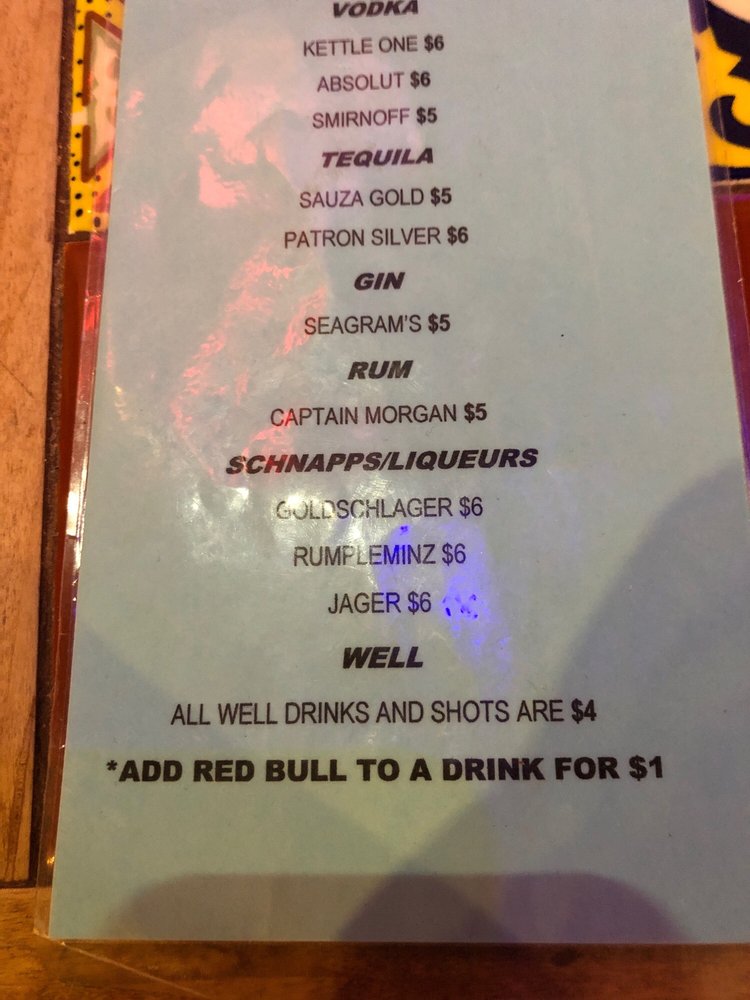 VODKA
KETTLE ONE $6
ABSOLUT $6
SMIRNOFF $5
TEQUILA
SAUZA GOLD $5
PATRON SILVER $6
GIN
SEAGRAM'S $5
RUM
CAPTAIN MORGAN $5
SCHNAPPS/LIQUEURS
GOLDSCHLAGER $6
RUMPLEMINZ $6
JAGER $6
WELL
ALL WELL DRINKS AND SHOTS ARE $4
*ADD RED BULL TO A DRINK FOR $1